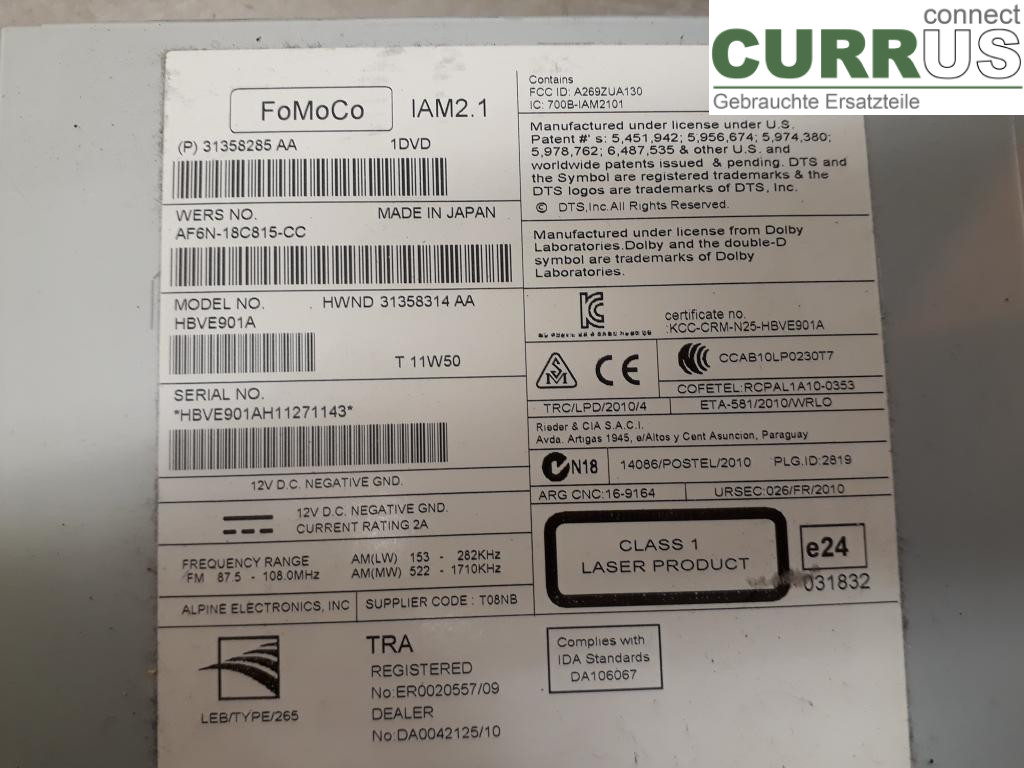 connect
CURRUS
Gebrauchte Ersatzteile
FoMoCo
IAM2.1
(P) 31358285 AA 1DVD
WERS NO. MADE IN JAPAN
AF6N-18C815-CC
MODEL NO. HWND 31358314 AA
HBVE901A
T 11W50
SERIAL NO.
*HBVE901AH11271143*
12V D.C. NEGATIVE GND.
12V D.C. NEGATIVE GND.
CURRENT RATING 2A
FREQUENCY RANGE
FM 87.5 - 108.0MHz
AM(LW) 153 - 282KHz
AM(MW) 522 - 1710KHz
ALPINE ELECTRONICS, INC
SUPPLIER CODE : T08NB
Contains
FCC ID: A269ZUA130
IC: 700B-IAM2101
Manufactured under license under U.S.
Patent #' s: 5,451,942; 5,956,674; 5,974,380;
5,978,762; 6,487,535 & other U.S. and
worldwide patents issued & pending. DTS and
the Symbol are registered trademarks & the
DTS logos are trademarks of DTS, Inc.
© DTS,Inc.All Rights Reserved.
Manufactured under license from Dolby
Laboratories.Dolby and the double-D
symbol are trademarks of Dolby
Laboratories.
certificate no.
:KCC-CRM-N25-HBVE901A
CE
CCAB10LP0230T7
COFETEL:RCPAL1A10-0353
TRC/LPD/2010/4
ETA-581/2010/WRLO
Rieder & CIA S.A.C.I.
Avda. Artigas 1945, e/Altos y Cent Asuncion, Paraguay
N18
14086/POSTEL/2010 PLG.ID:2819
ARG CNC:16-9164
URSEC:026/FR/2010
CLASS 1
LASER PRODUCT
e24
031832
LEB/TYPE/265
TRA
REGISTERED
No:ER0020557/09
DEALER
No:DA0042125/10
Complies with
IDA Standards
DA106067